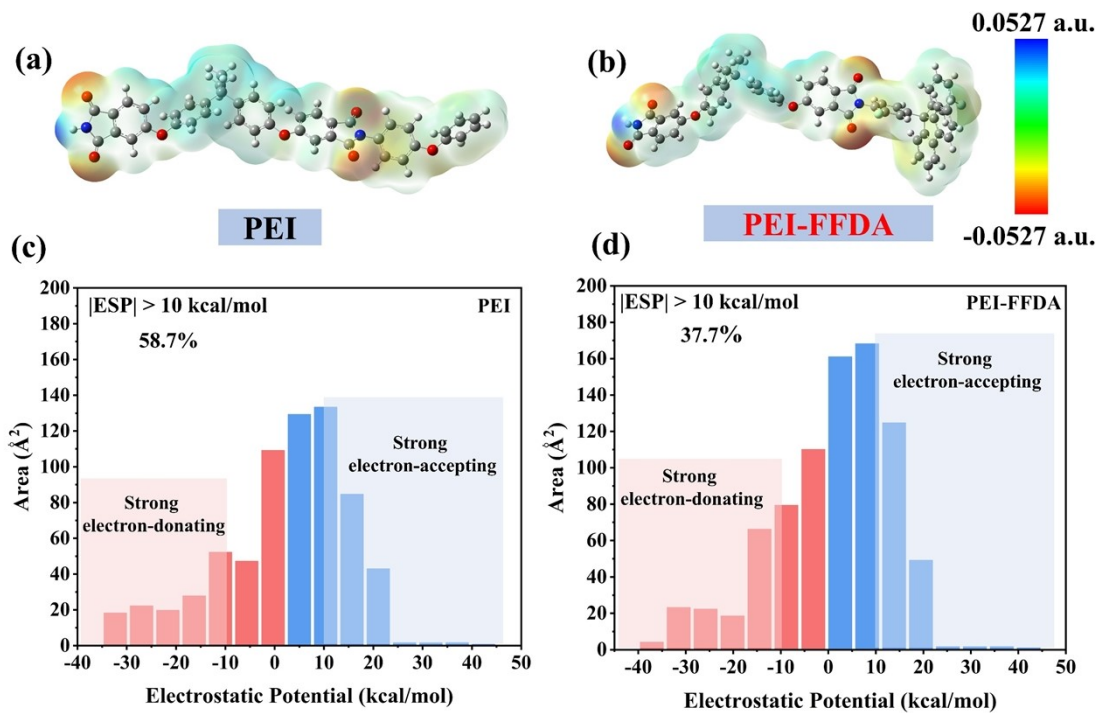 (a)
(b)
0.0527 a.u.
-0.0527 a.u.
PEI
PEI-FFDA
(c)
|ESP| > 10 kcal/mol
58.7%
PEI
Strong
electron-accepting
Strong
electron-donating
Area (Å²)
200
180
160
140
120
100
80
60
40
20
0
-40 -30 -20 -10 0 10 20 30 40 50
Electrostatic Potential (kcal/mol)
(d)
|ESP| > 10 kcal/mol
37.7%
PEI-FFDA
Strong
electron-accepting
Strong
electron-donating
Area (Å²)
200
180
160
140
120
100
80
60
40
20
0
-40 -30 -20 -10 0 10 20 30 40 50
Electrostatic Potential (kcal/mol)